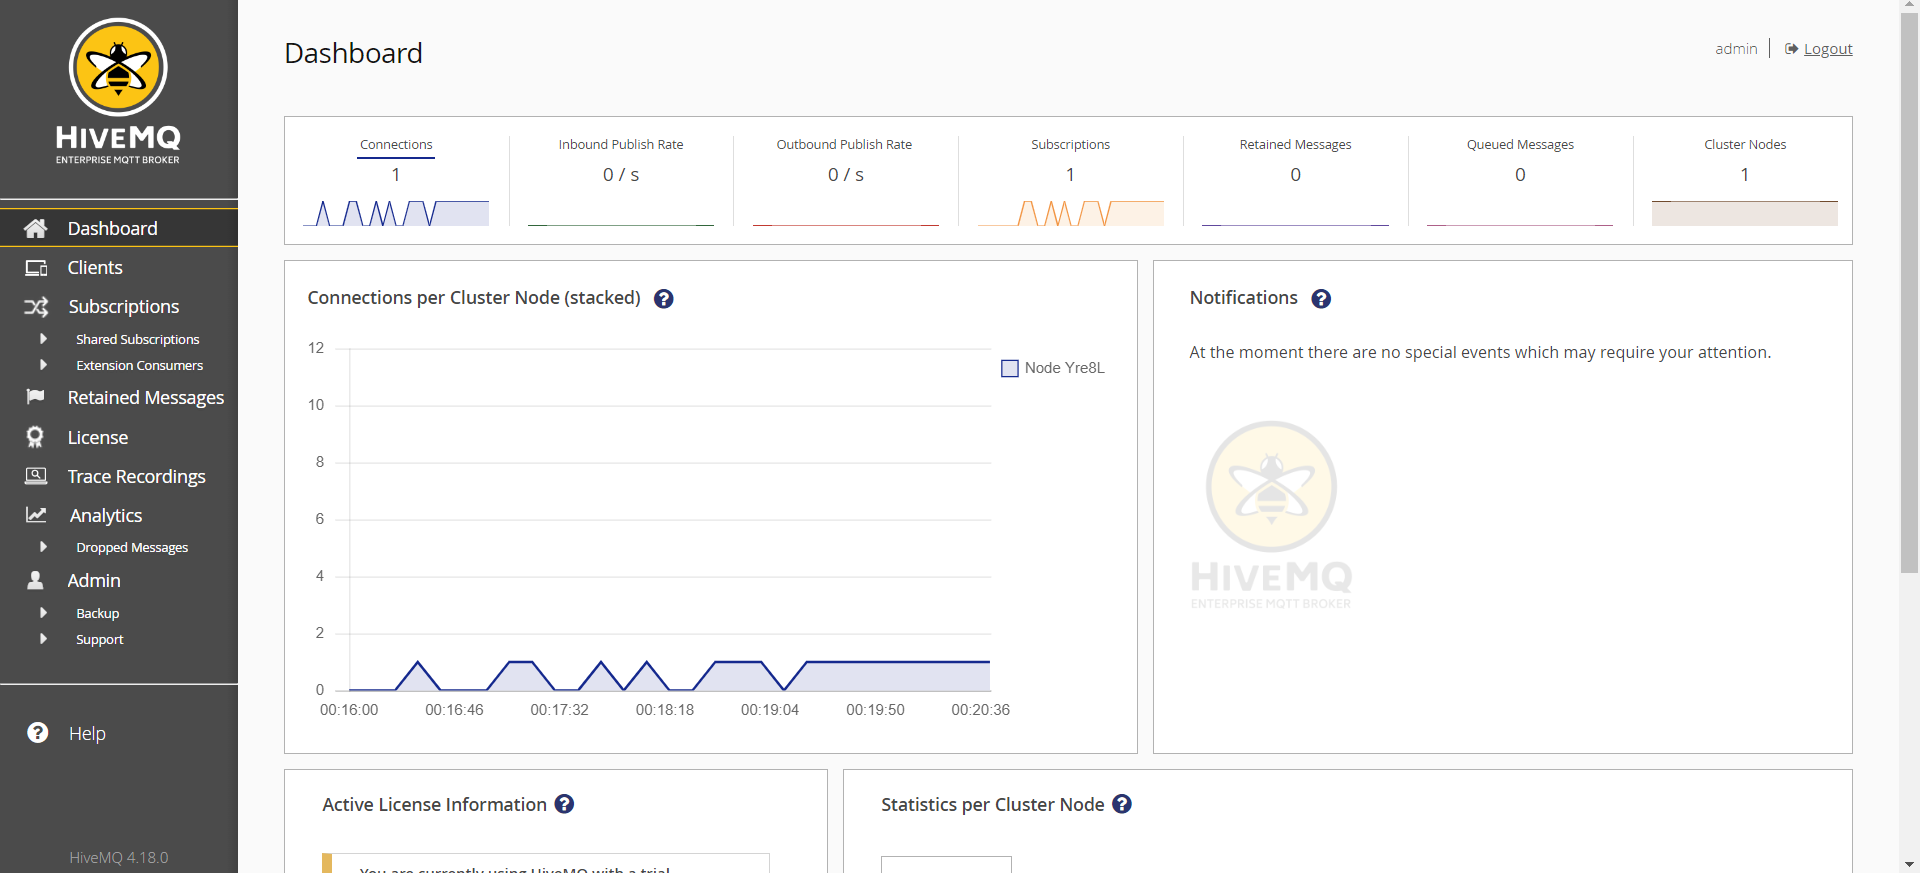 HIVEMQ
ENTERPRISE MQTT BROKER
Dashboard
Clients
Subscriptions
Shared Subscriptions
Extension Consumers
Retained Messages
License
Trace Recordings
Analytics
Dropped Messages
Admin
Backup
Support
Help
HiveMQ 4.18.0
Dashboard
admin
Logout
Connections
1
Inbound Publish Rate
0 / s
Outbound Publish Rate
0 / s
Subscriptions
1
Retained Messages
0
Queued Messages
0
Cluster Nodes
1
Connections per Cluster Node (stacked) ?
12
10
8
6
4
2
0
00:16:00 00:16:46 00:17:32 00:18:18 00:19:04 00:19:50 00:20:36
Node Yre8L
Notifications ?
At the moment there are no special events which may require your attention.
HIVEMQ
ENTERPRISE MQTT BROKER
Active License Information ?
You are currently using HiveMQ with a trial
Statistics per Cluster Node ?